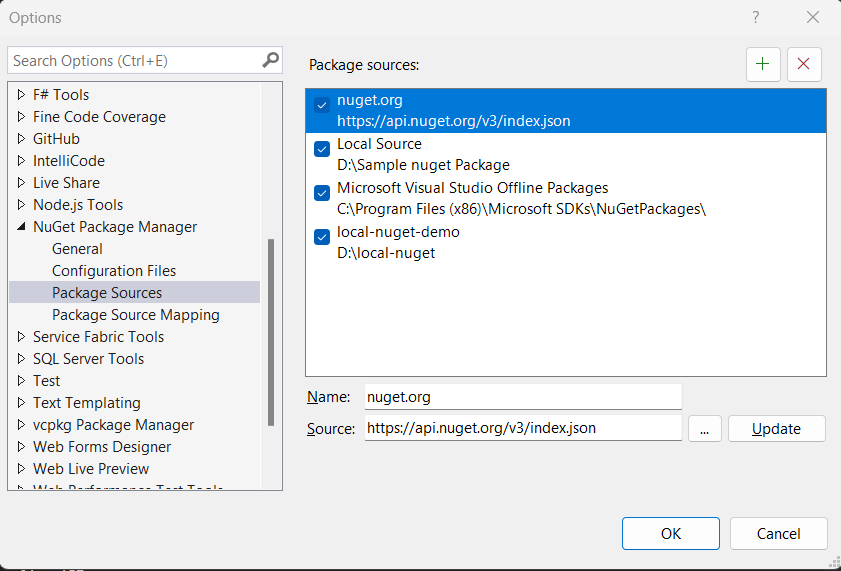 Options
?
Search Options (Ctrl+E)
F# Tools
Fine Code Coverage
GitHub
IntelliCode
Live Share
Node.js Tools
NuGet Package Manager
General
Configuration Files
Package Sources
Package Source Mapping
Service Fabric Tools
SQL Server Tools
Test
Text Templating
vcpkg Package Manager
Web Forms Designer
Web Live Preview
Web Performance Test Tools
Package sources:
nuget.org
https://api.nuget.org/v3/index.json
Local Source
D:\Sample nuget Package
Microsoft Visual Studio Offline Packages
C:\Program Files (x86)\Microsoft SDKs\NuGetPackages\
local-nuget-demo
D:\local-nuget
Name: nuget.org
Source: https://api.nuget.org/v3/index.json ... Update
OK Cancel